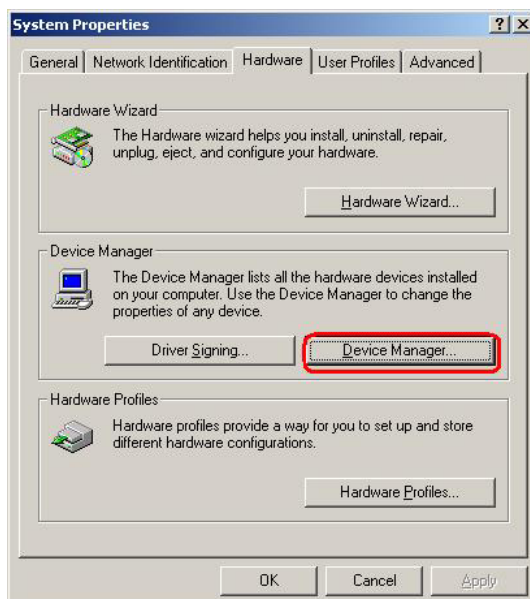 System Properties
General Network Identification Hardware User Profiles Advanced
Hardware Wizard
The Hardware wizard helps you install, uninstall, repair,
unplug, eject, and configure your hardware.
Hardware Wizard...
Device Manager
The Device Manager lists all the hardware devices installed
on your computer. Use the Device Manager to change the
properties of any device.
Driver Signing... Device Manager...
Hardware Profiles
Hardware profiles provide a way for you to set up and store
different hardware configurations.
Hardware Profiles...
OK Cancel Apply